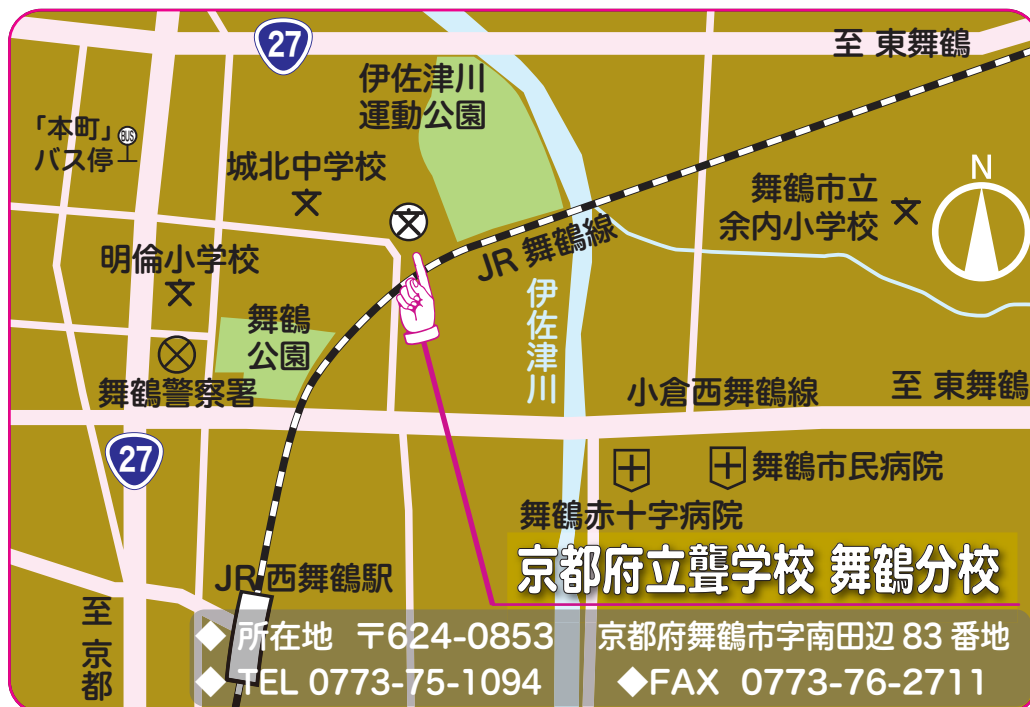 27
至 東舞鶴
伊佐津川
運動公園
「本町」
バス停
BUS
城北中学校
N
舞鶴市立
余内小学校
JR 舞鶴線
明倫小学校
伊佐津川
舞鶴
公園
舞鶴警察署
小倉西舞鶴線
至 東舞鶴
27
舞鶴市民病院
舞鶴赤十字病院
京都府立聾学校 舞鶴分校
JR 西舞鶴駅
至 京都
◆ 所在地 〒624-0853 京都府舞鶴市字南田辺 83 番地
◆ TEL 0773-75-1094 ◆FAX 0773-76-2711